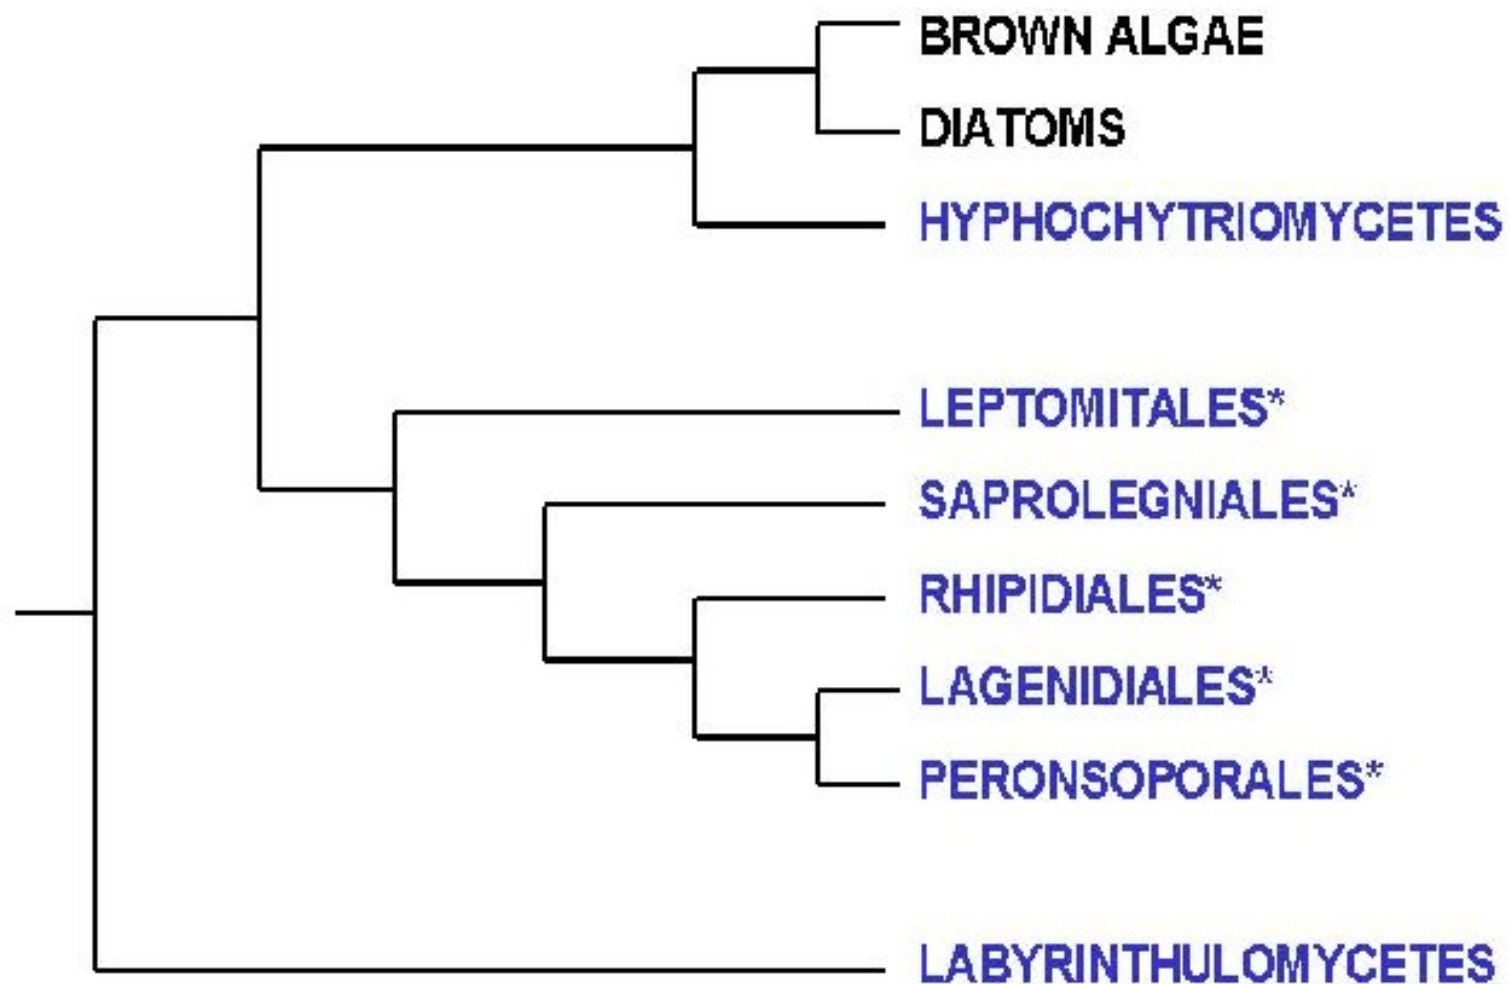 BROWN ALGAE
DIATOMS
HYPHOCHYTRIOMYCETES
LEPTOMITALES*
SAPROLEGNIALES*
RHIPIDIALES*
LAGENIDIALES*
PERONSOPORALES*
LABYRINTHULOMYCETES